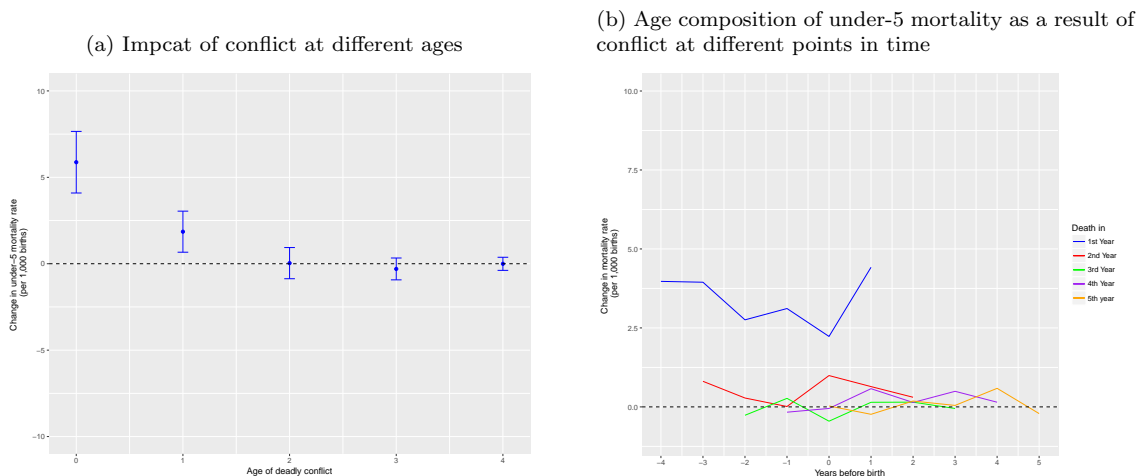 (a) Impcat of conflict at different ages
10
5
0
−5
−10
Change in under−5 mortality rate
(per 1,000 births)
0 1 2 3 4
Age of deadly conflict
(b) Age composition of under-5 mortality as a result of
conflict at different points in time
10.0
7.5
5.0
2.5
0.0
Change in mortality rate
(per 1,000 births)
−4 −3 −2 −1 0 1 2 3 4 5
Years before birth
Death in
1st Year
2nd Year
3rd Year
4th Year
5th year